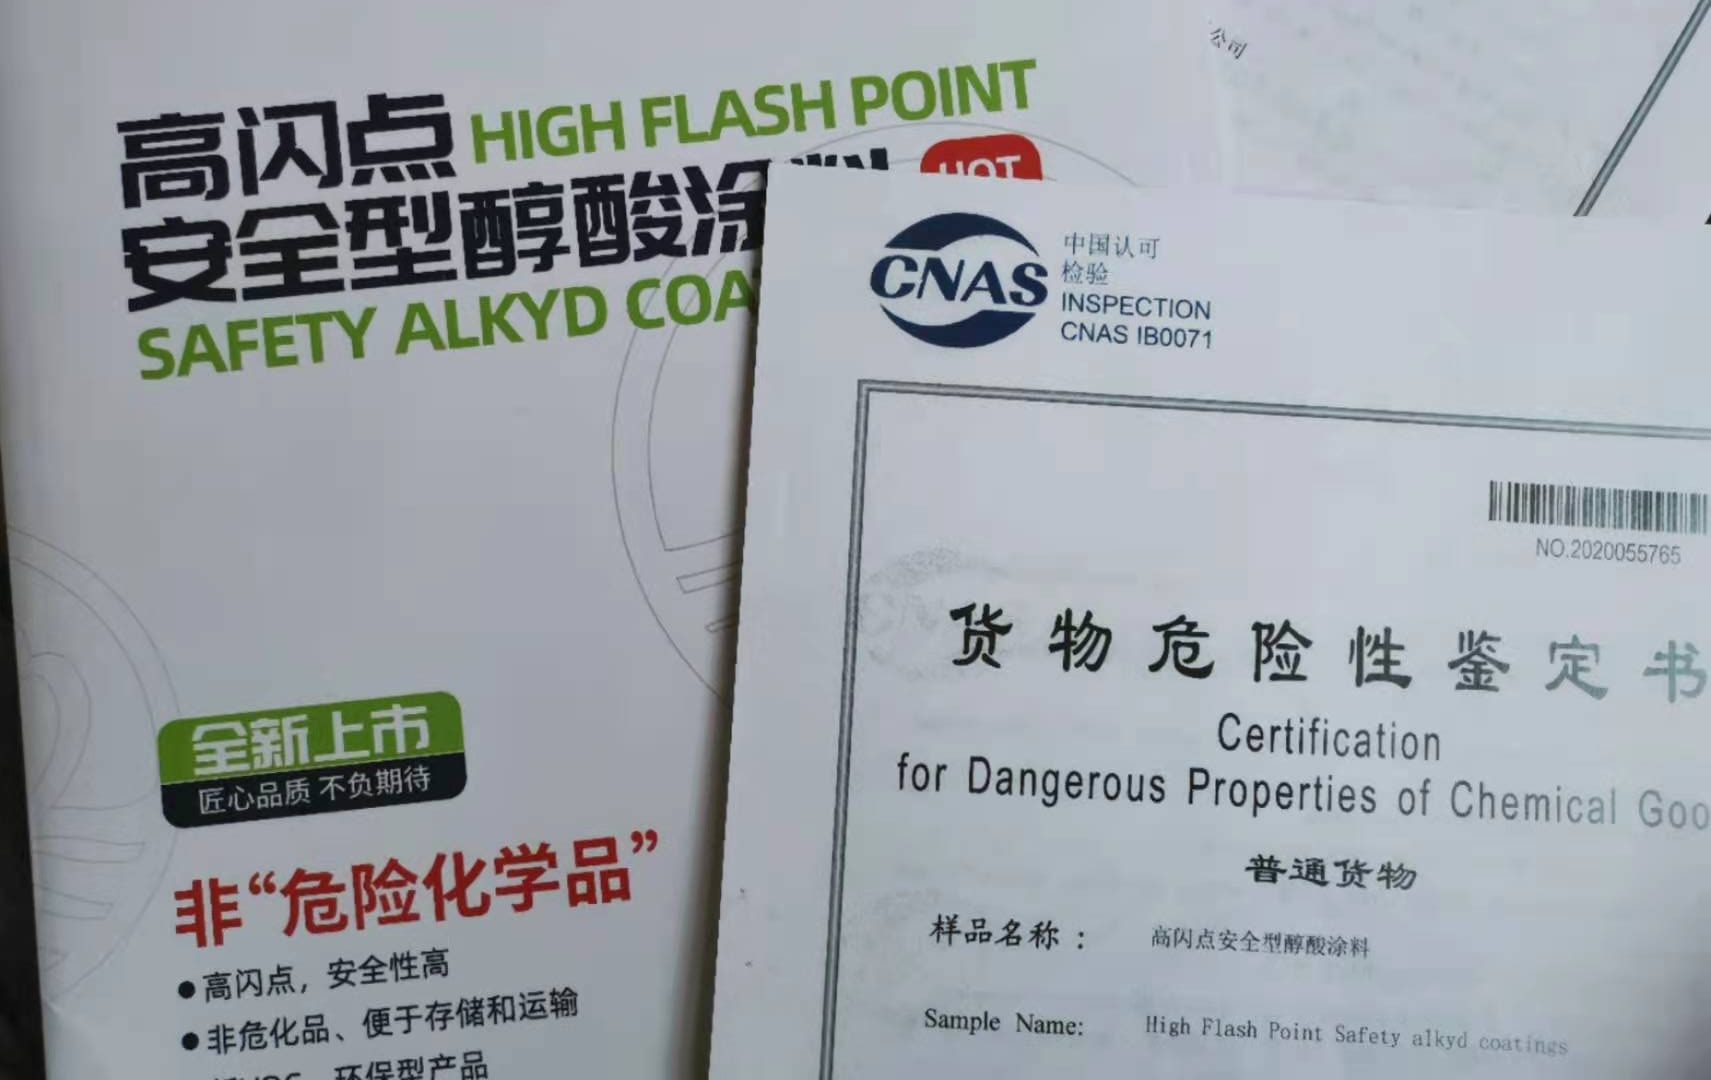 公司
高闪点 HIGH FLASH POINT
安全型醇酸涂料 HOT
SAFETY ALKYD COA
全新上市
匠心品质 不负期待
非“危险化学品”
●高闪点，安全性高
●非危化品、便于存储和运输
环保型产品
CNAS
中国认可
检验
INSPECTION
CNAS IB0071
NO.2020055765
货物危险性鉴定书
Certification
for Dangerous Properties of Chemical Goo
普通货物
样品名称： 高闪点安全型醇酸涂料
Sample Name: High Flash Point Safety alkyd coatings